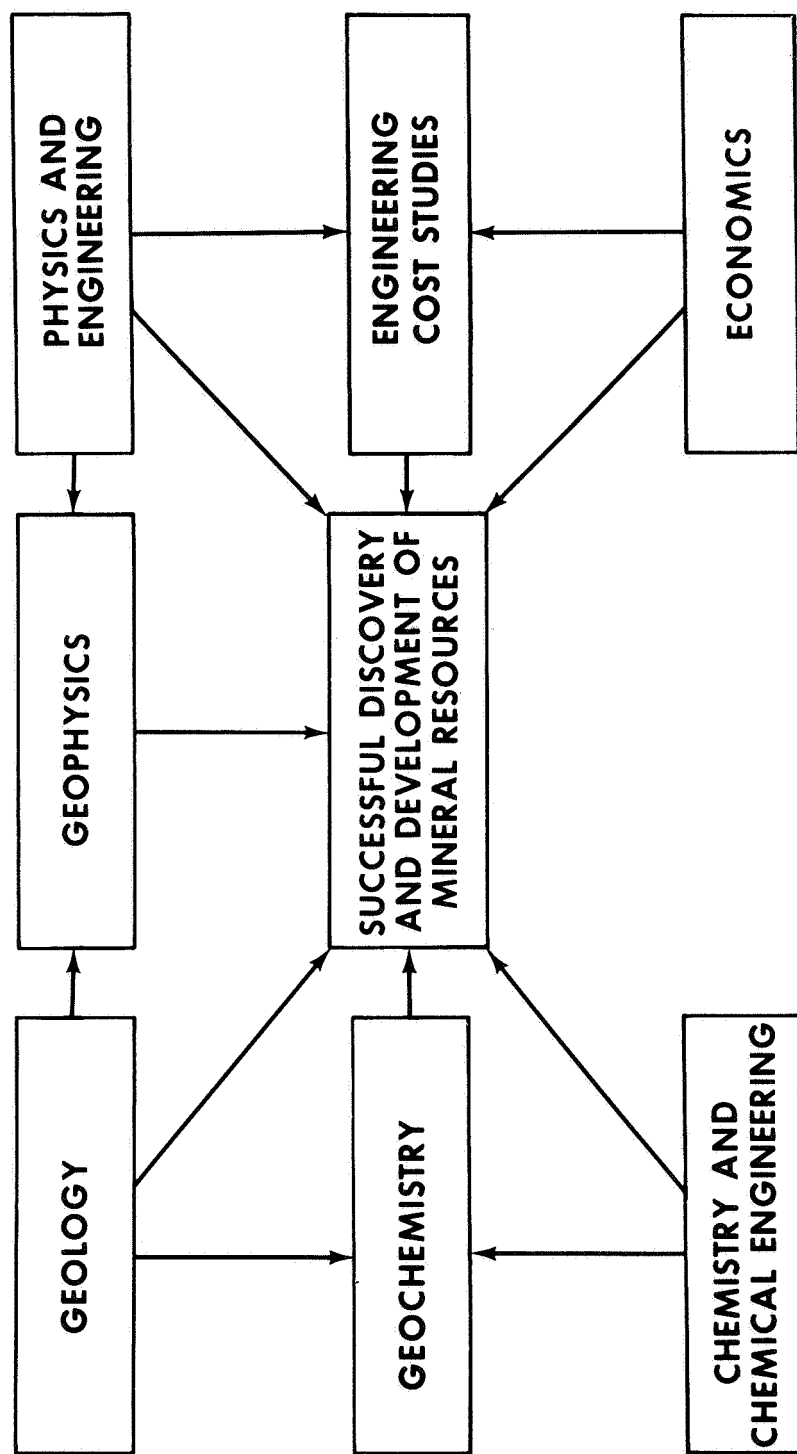 GEOLOGY
GEOPHYSICS
PHYSICS AND
ENGINEERING
GEOCHEMISTRY
SUCCESSFUL DISCOVERY
AND DEVELOPMENT OF
MINERAL RESOURCES
ENGINEERING
COST STUDIES
CHEMISTRY AND
CHEMICAL ENGINEERING
ECONOMICS